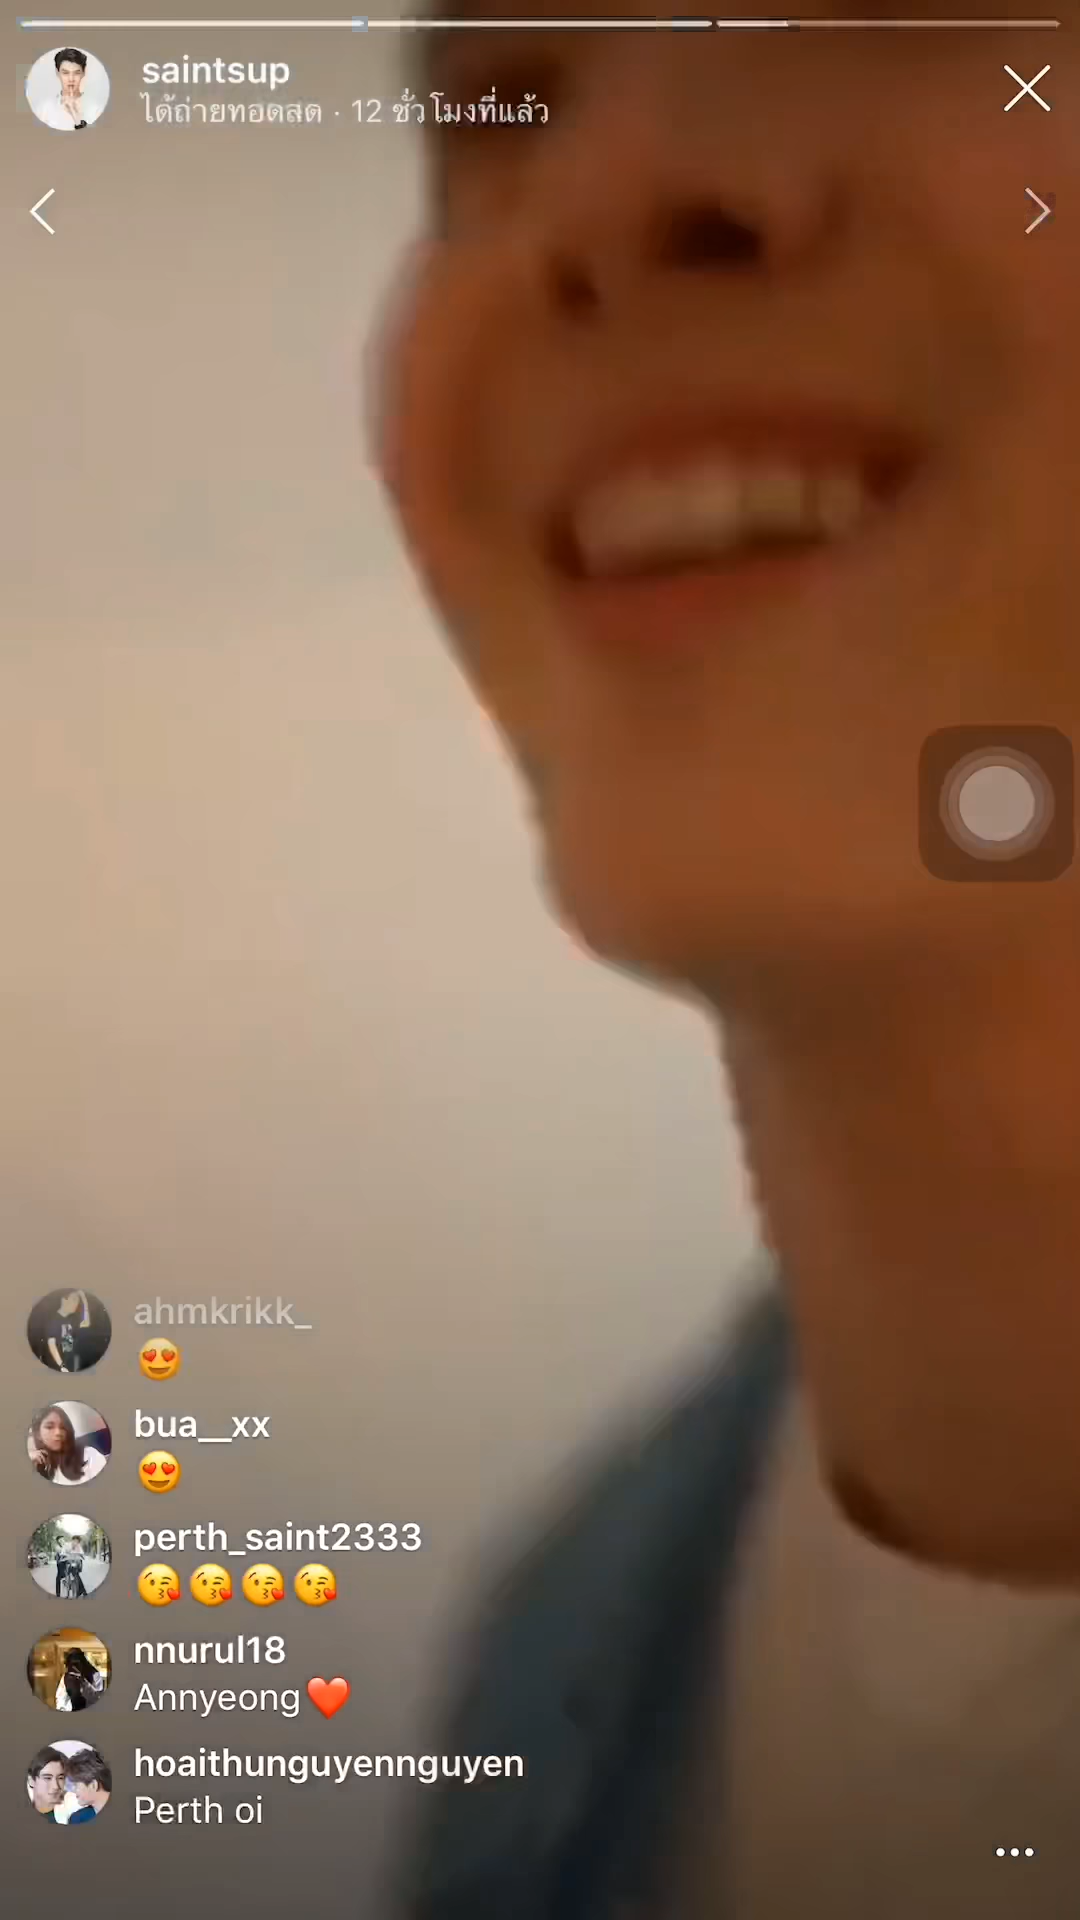 saintsup
ได้ถ่ายทอดสด · 12 ชั่วโมงที่แล้ว
ahmkrikk_
😍
bua__xx
😍
perth_saint2333
😘😘😘😘
nnurul18
Annyeong❤️
hoaithunguyennguyen
Perth oi